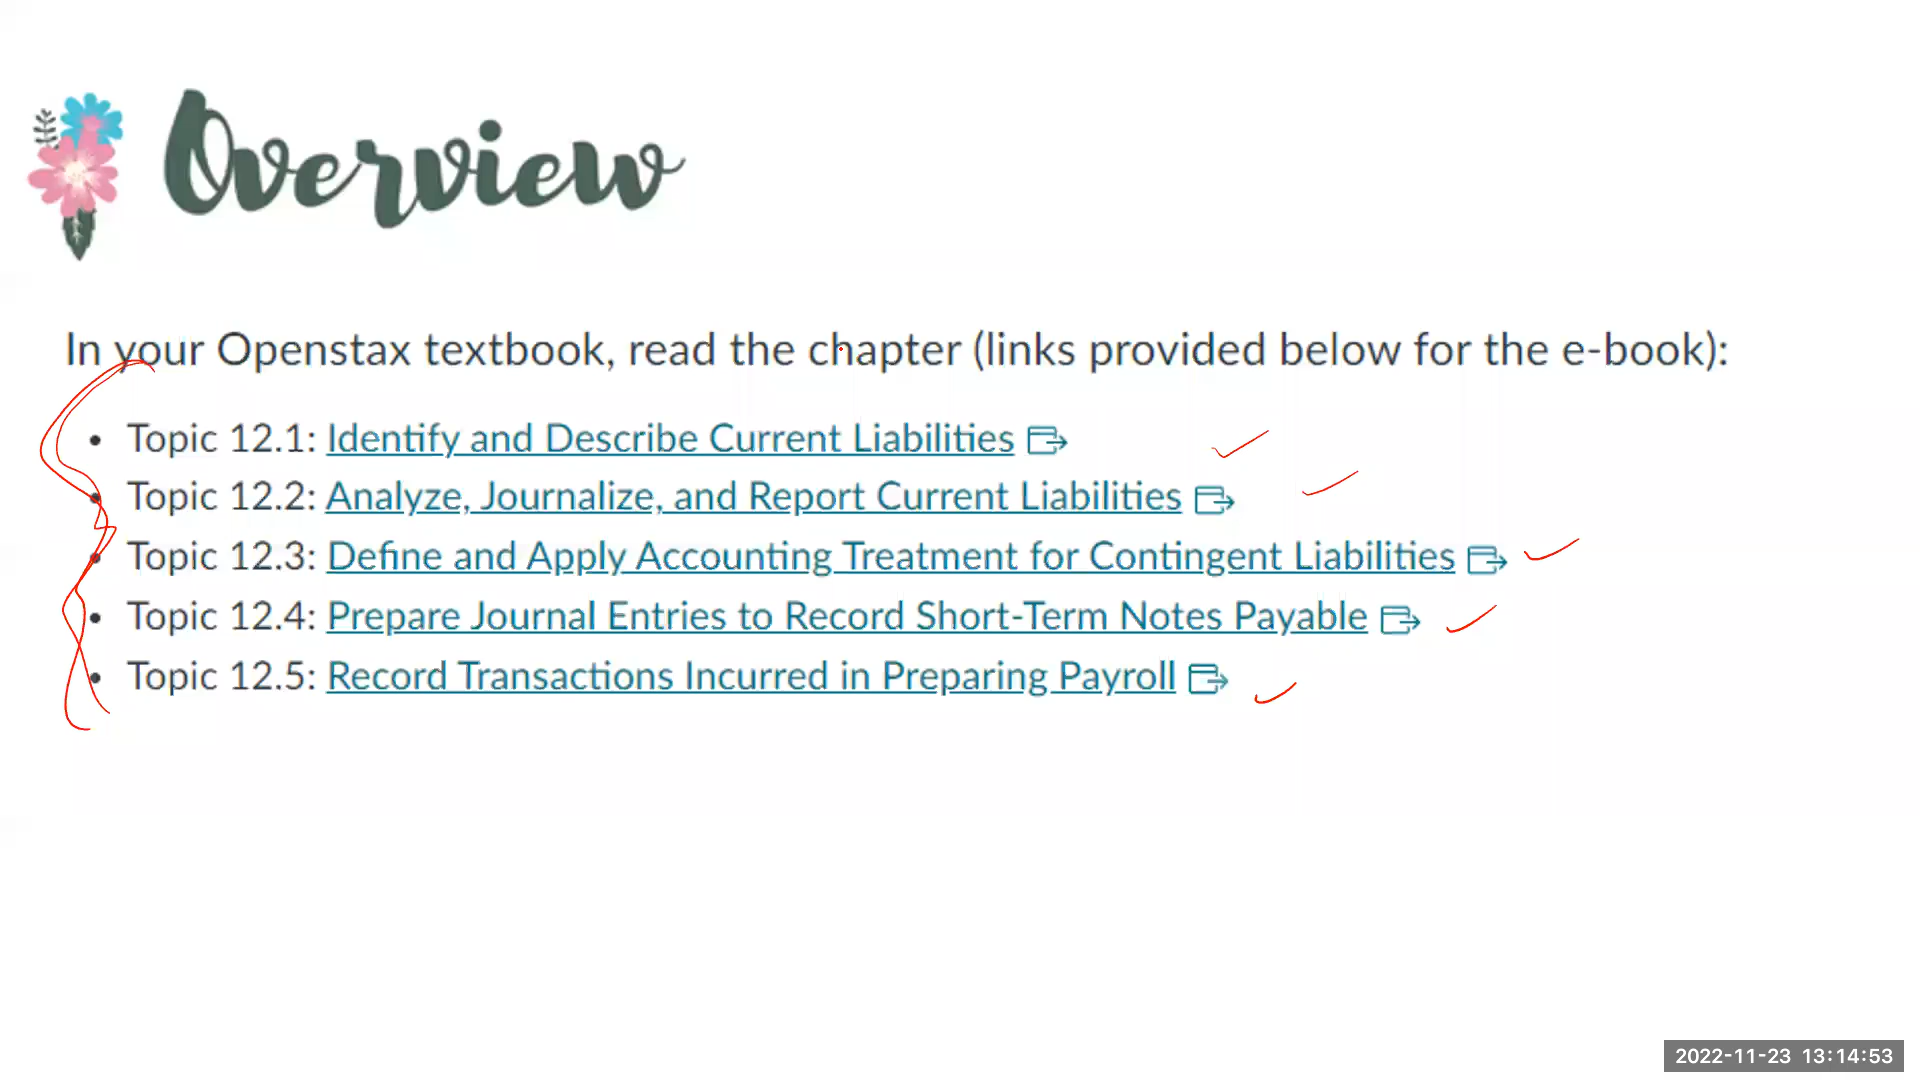 Overview
In your Openstax textbook, read the chapter (links provided below for the e-book):
• Topic 12.1: Identify and Describe Current Liabilities
• Topic 12.2: Analyze, Journalize, and Report Current Liabilities
• Topic 12.3: Define and Apply Accounting Treatment for Contingent Liabilities
• Topic 12.4: Prepare Journal Entries to Record Short-Term Notes Payable
• Topic 12.5: Record Transactions Incurred in Preparing Payroll
2022-11-23 13:14:53